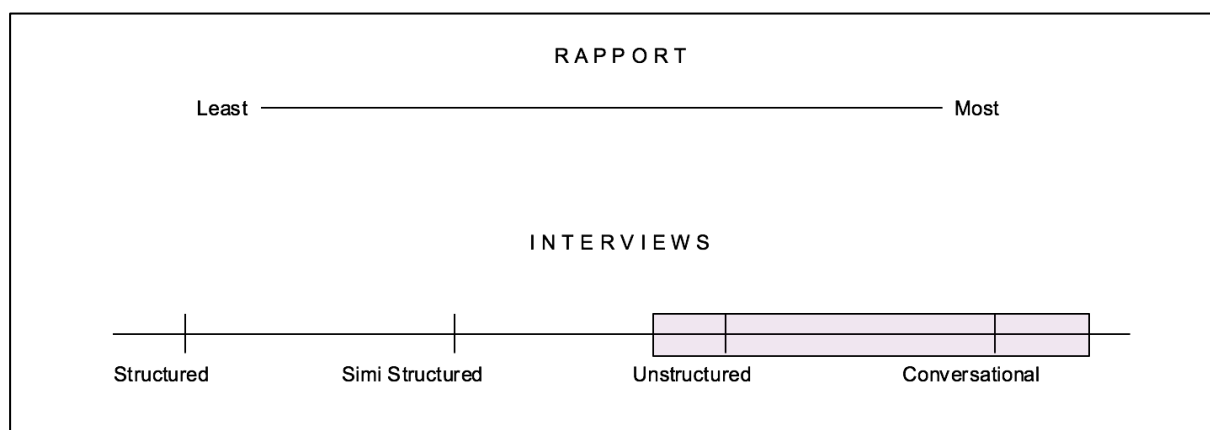 RAPPORT
Least Most
INTERVIEWS
Structured Simi Structured Unstructured Conversational